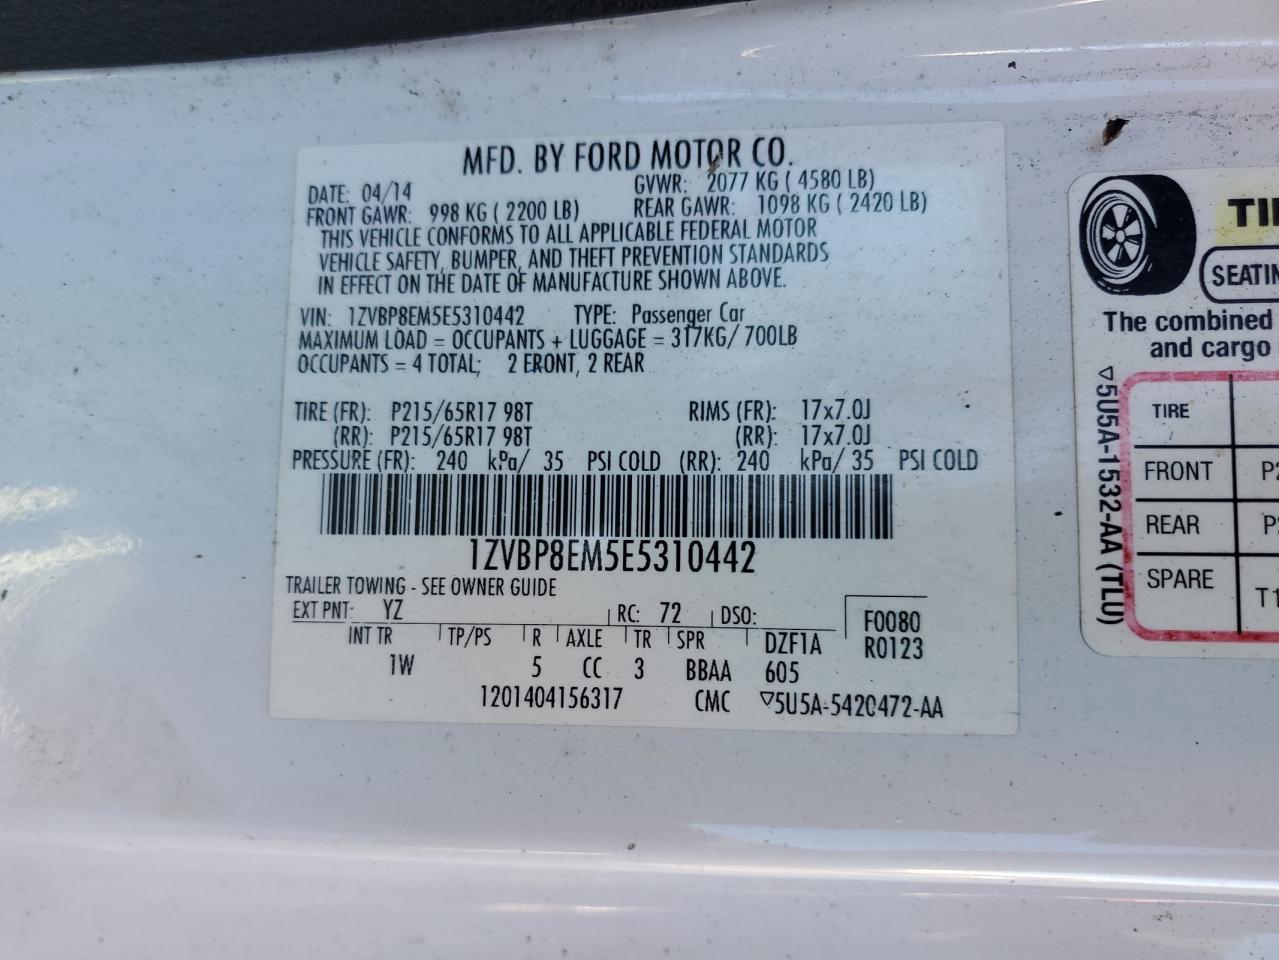 MFD. BY FORD MOTOR CO.
DATE: 04/14 GVWR: 2077 KG ( 4580 LB)
FRONT GAWR: 998 KG ( 2200 LB) REAR GAWR: 1098 KG ( 2420 LB)
THIS VEHICLE CONFORMS TO ALL APPLICABLE FEDERAL MOTOR
VEHICLE SAFETY, BUMPER, AND THEFT PREVENTION STANDARDS
IN EFFECT ON THE DATE OF MANUFACTURE SHOWN ABOVE.
VIN: 1ZVBP8EM5E5310442 TYPE: Passenger Car
MAXIMUM LOAD = OCCUPANTS + LUGGAGE = 317KG/ 700LB
OCCUPANTS = 4 TOTAL; 2 FRONT, 2 REAR
TIRE (FR): P215/65R17 98T RIMS (FR): 17x7.0J
(RR): P215/65R17 98T (RR): 17x7.0J
PRESSURE (FR): 240 kPa/ 35 PSI COLD (RR): 240 kPa/ 35 PSI COLD
1ZVBP8EM5E5310442
TRAILER TOWING - SEE OWNER GUIDE
EXT PNT: YZ RC: 72 DSO: F0080
INT TR TP/PS R AXLE TR SPR DZF1A R0123
1W 5 CC 3 BBAA 605
1201404156317 CMC ▽5U5A-5420472-AA
SEATIN
The combined
and cargo
TIRE
FRONT
REAR
SPARE
▽5U5A-1532-AA (TLU)